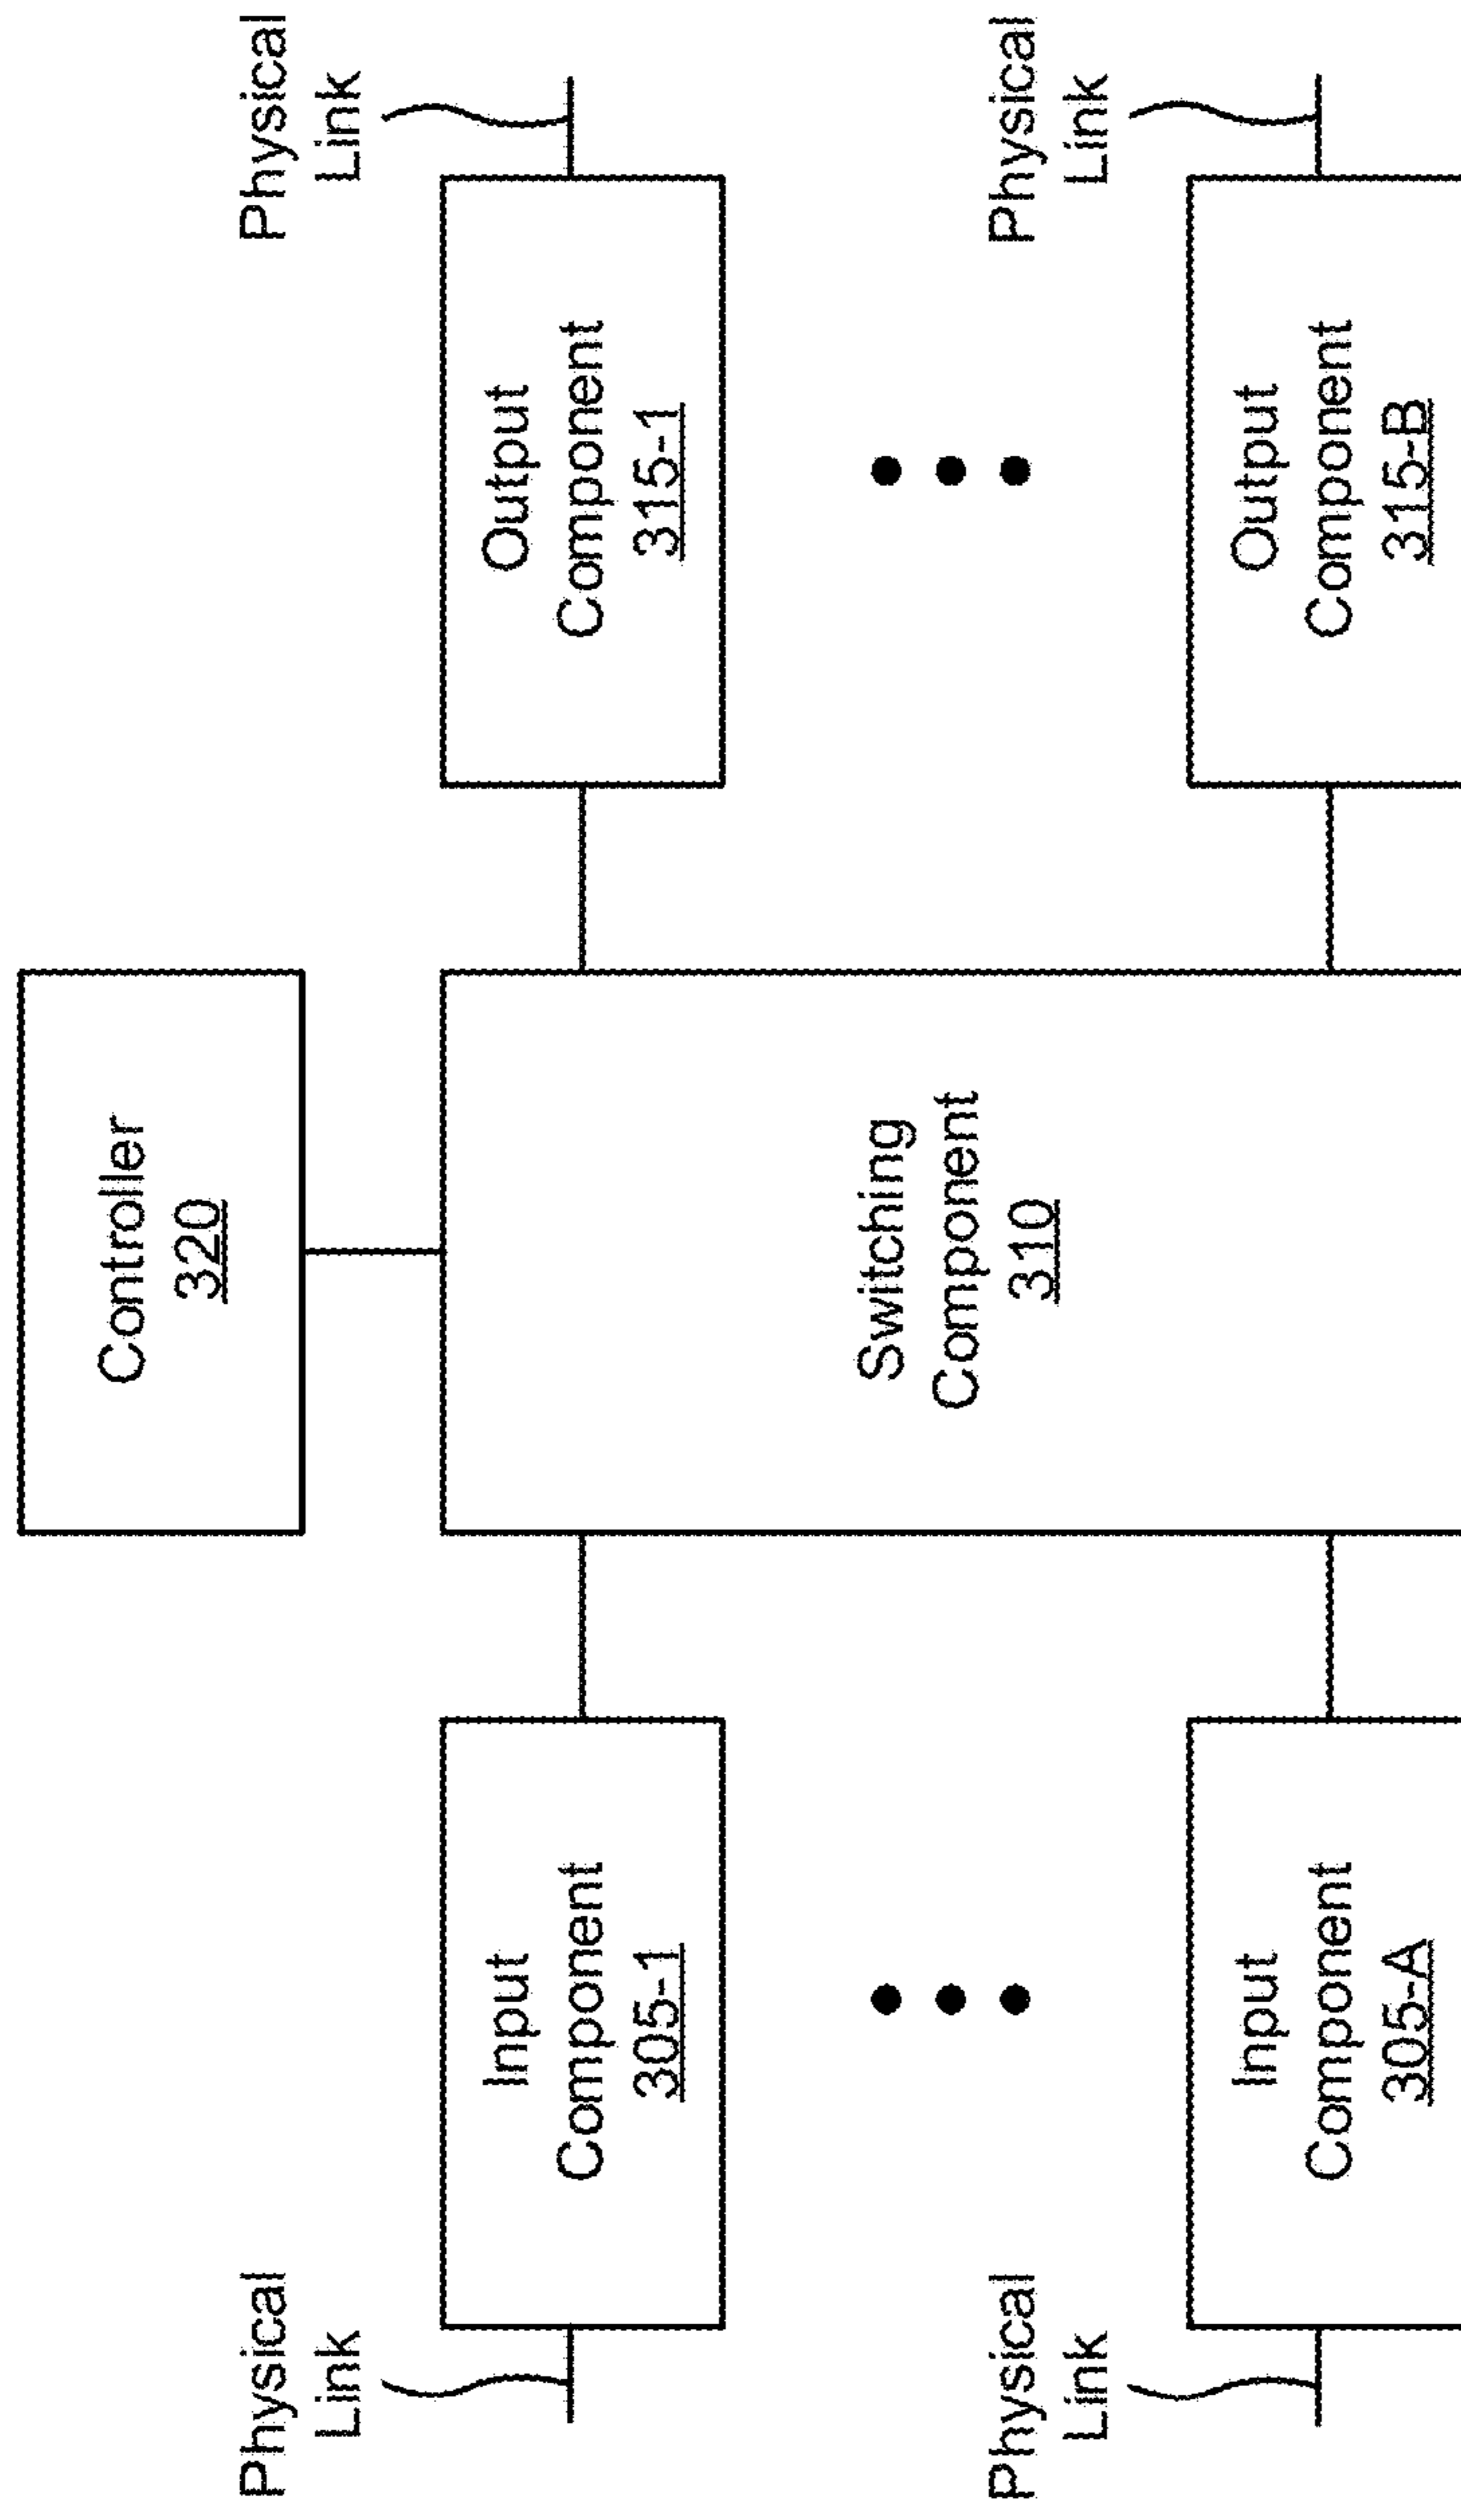 Controller
320
Physical
Link
Input
Component
305-1
Switching
Component
310
Output
Component
315-1
Physical
Link
Physical
Link
Input
Component
305-A
Output
Component
315-B
Physical
Link